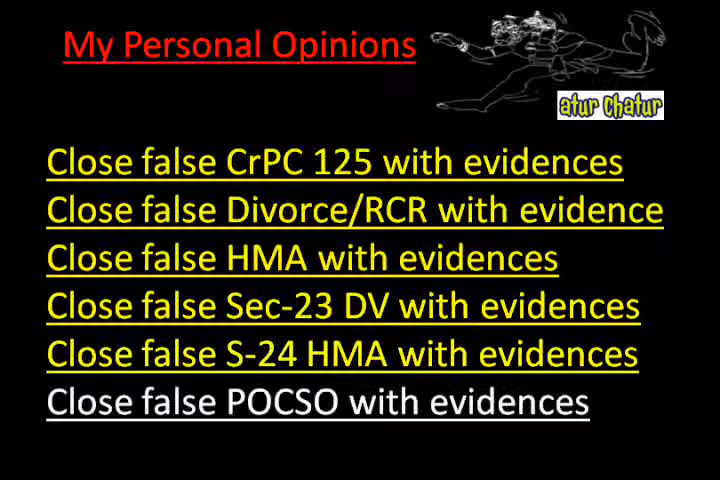 My Personal Opinions
atur Chatur
Close false CrPC 125 with evidences
Close false Divorce/RCR with evidence
Close false HMA with evidences
Close false Sec-23 DV with evidences
Close false S-24 HMA with evidences
Close false POCSO with evidences